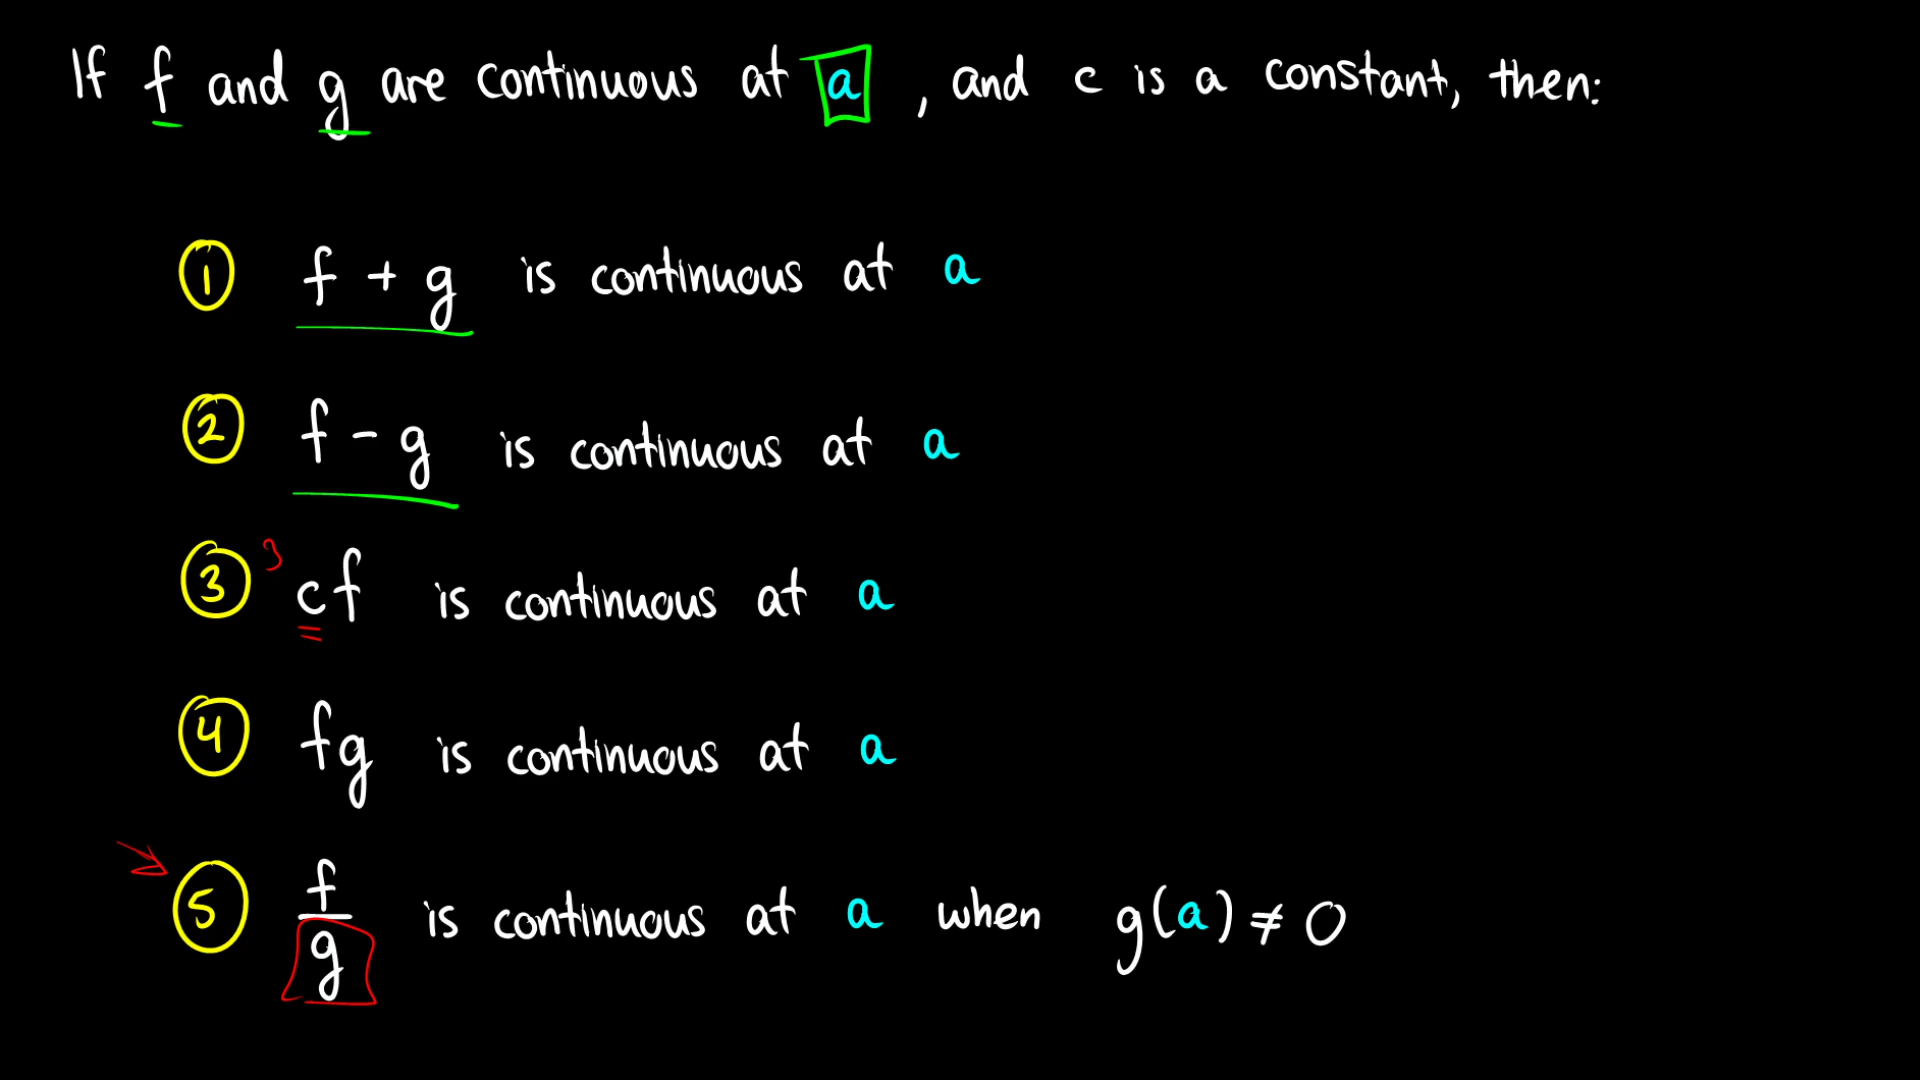 If f and g are continuous at a, and c is a constant, then:
① f + g is continuous at a
② f - g is continuous at a
③ 3 cf is continuous at a
④ fg is continuous at a
⑤ f/g is continuous at a when g(a) ≠ 0